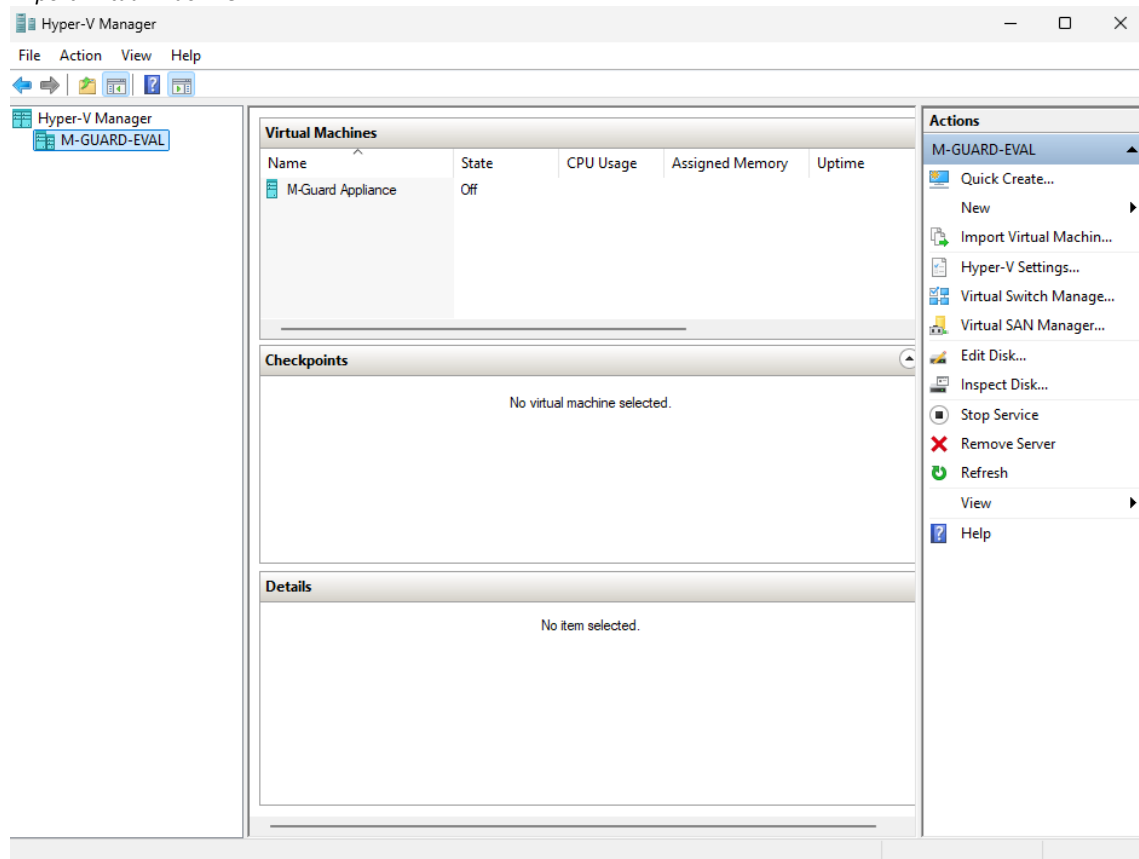 Hyper-V Manager
File Action View Help
Hyper-V Manager
M-GUARD-EVAL
Virtual Machines
Name State CPU Usage Assigned Memory Uptime
M-Guard Appliance Off
Checkpoints
No virtual machine selected.
Details
No item selected.
Actions
M-GUARD-EVAL
Quick Create...
New
Import Virtual Machin...
Hyper-V Settings...
Virtual Switch Manage...
Virtual SAN Manager...
Edit Disk...
Inspect Disk...
Stop Service
Remove Server
Refresh
View
Help